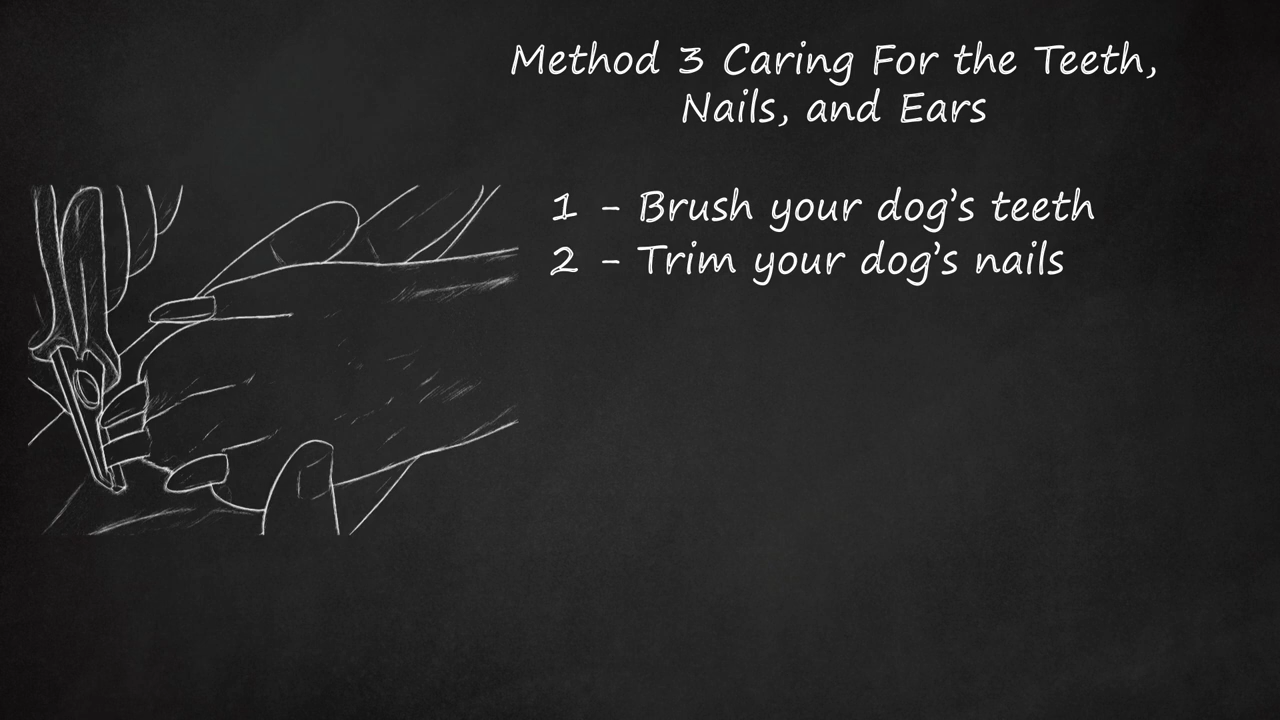 Method 3 Caring For the Teeth,
Nails, and Ears
1 - Brush your dog's teeth
2 - Trim your dog's nails